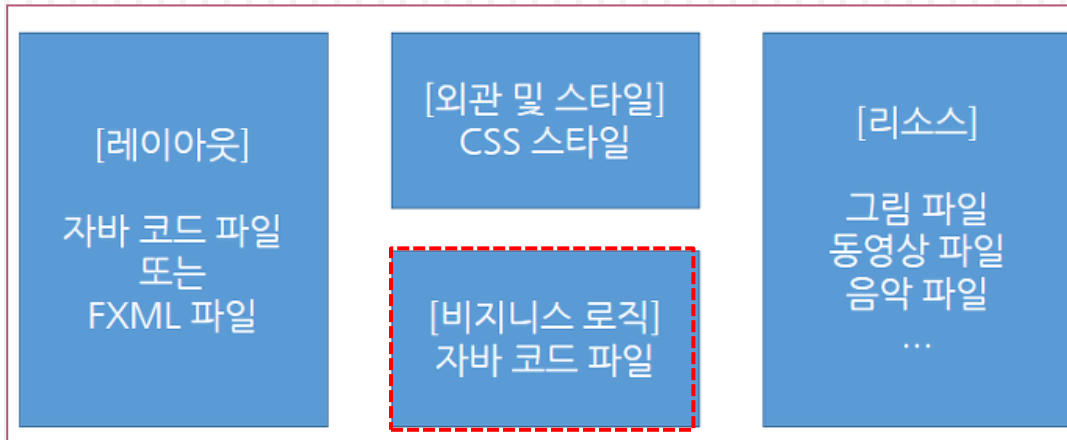 [레이아웃]
자바 코드 파일
또는
FXML 파일
[외관 및 스타일]
CSS 스타일
[비지니스 로직]
자바 코드 파일
[리소스]
그림 파일
동영상 파일
음악 파일
...